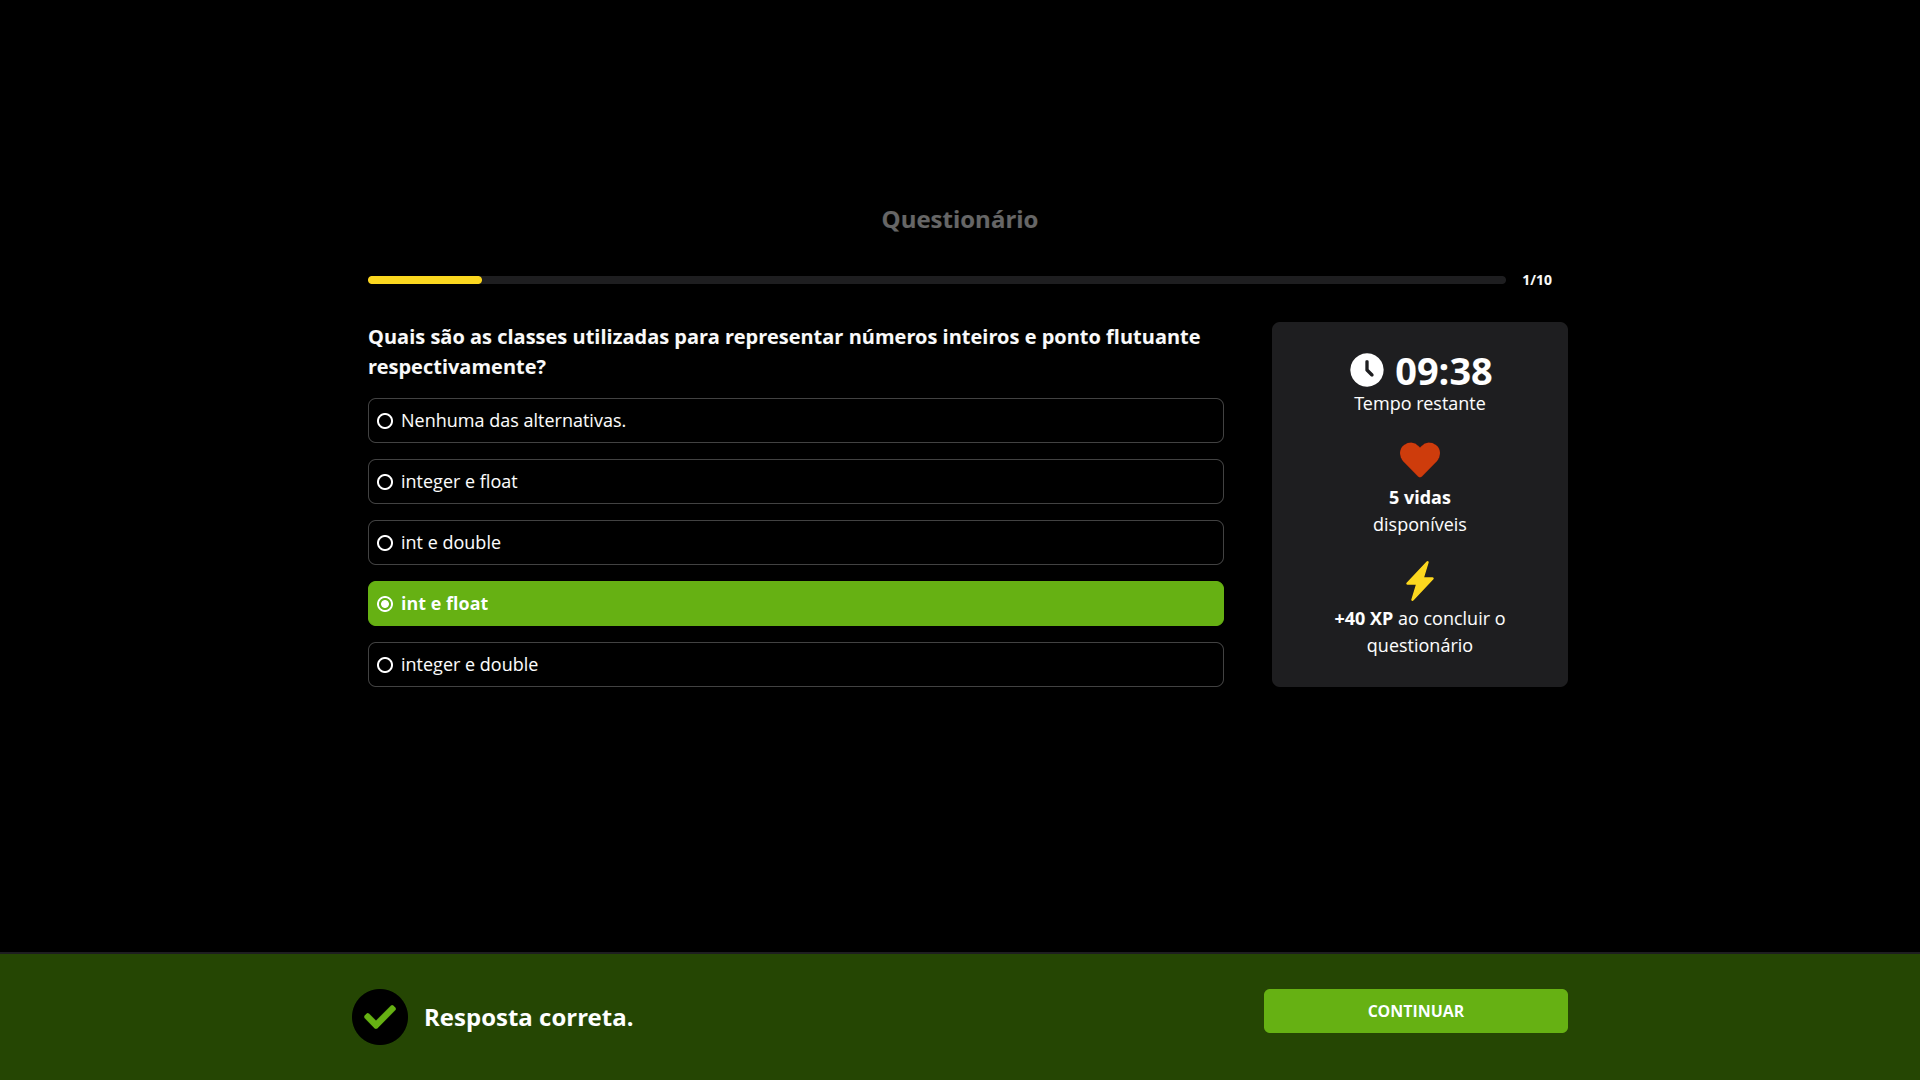 Questionário
1/10
Quais são as classes utilizadas para representar números inteiros e ponto flutuante
respectivamente?
Nenhuma das alternativas.
integer e float
int e double
int e float
integer e double
09:38
Tempo restante
5 vidas
disponíveis
+40 XP ao concluir o
questionário
Resposta correta.
CONTINUAR